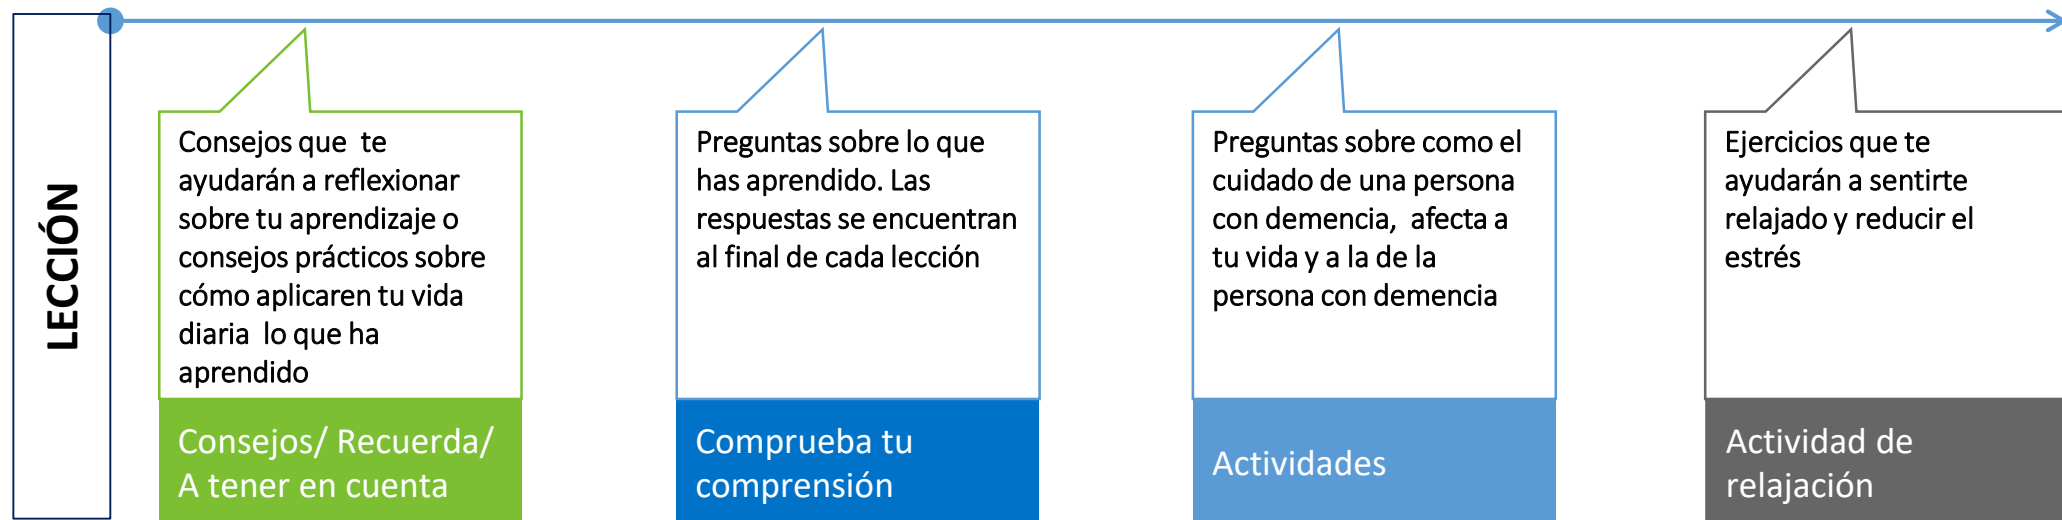 LECCIÓN
Consejos que te
ayudarán a reflexionar
sobre tu aprendizaje o
consejos prácticos sobre
cómo aplicaren tu vida
diaria lo que ha
aprendido
Consejos/ Recuerda/
A tener en cuenta
Preguntas sobre lo que
has aprendido. Las
respuestas se encuentran
al final de cada lección
Comprueba tu
comprensión
Preguntas sobre como el
cuidado de una persona
con demencia, afecta a
tu vida y a la de la
persona con demencia
Actividades
Ejercicios que te
ayudarán a sentirte
relajado y reducir el
estrés
Actividad de
relajación